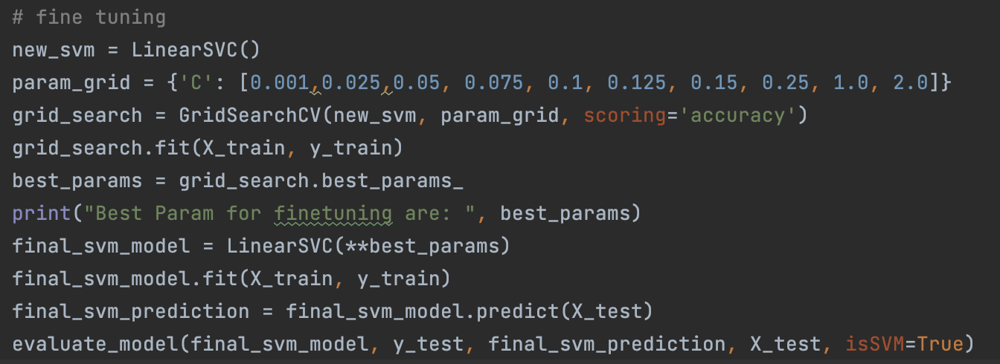 # fine tuning
new_svm = LinearSVC()
param_grid = {'C': [0.001,0.025,0.05, 0.075, 0.1, 0.125, 0.15, 0.25, 1.0, 2.0]}
grid_search = GridSearchCV(new_svm, param_grid, scoring='accuracy')
grid_search.fit(X_train, y_train)
best_params = grid_search.best_params_
print("Best Param for finetuning are: ", best_params)
final_svm_model = LinearSVC(**best_params)
final_svm_model.fit(X_train, y_train)
final_svm_prediction = final_svm_model.predict(X_test)
evaluate_model(final_svm_model, y_test, final_svm_prediction, X_test, isSVM=True)